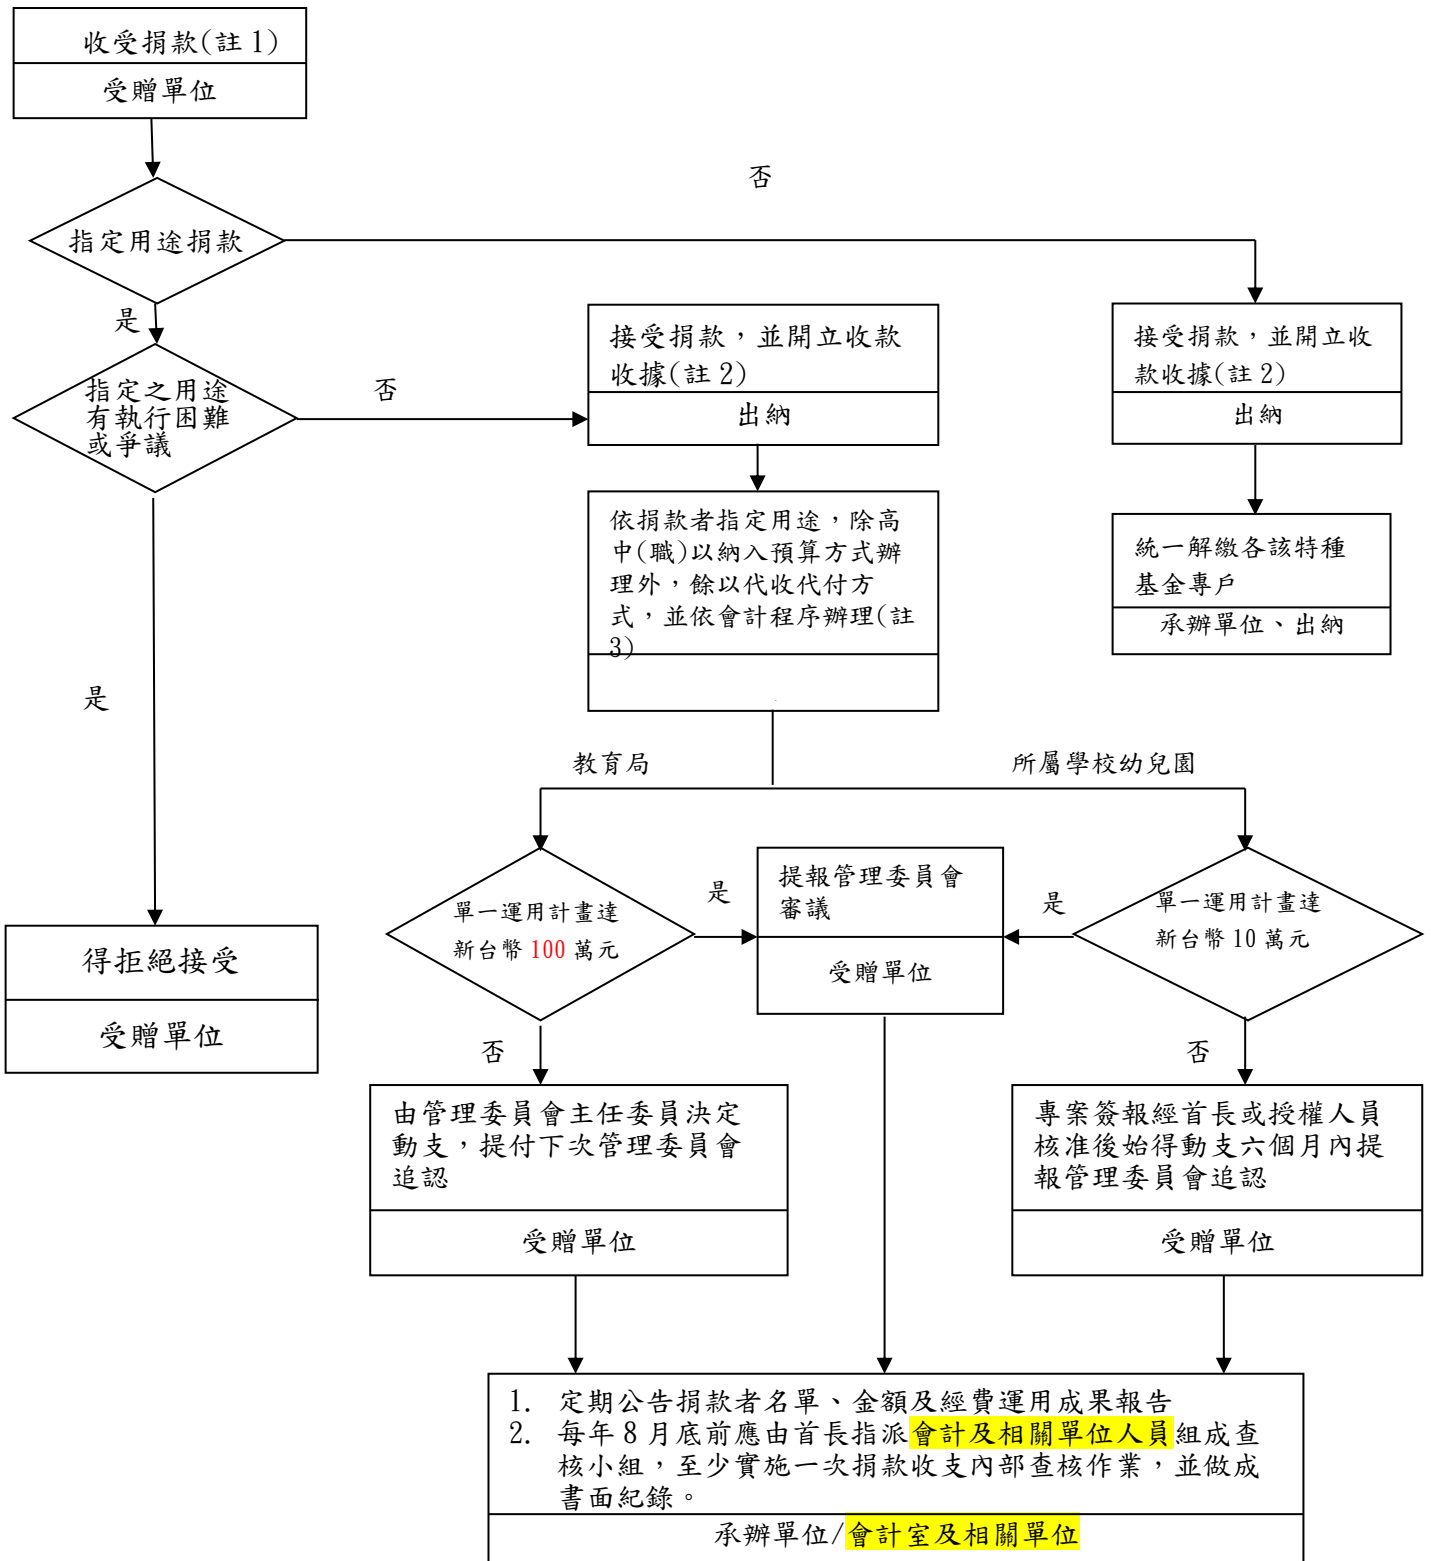 收受捐款(註 1)
受贈單位
否
指定用途捐款
是
指定之用途
有執行困難
或爭議
否
接受捐款，並開立收款
收據(註 2)
出納
接受捐款，並開立收
款收據(註 2)
出納
依捐款者指定用途，除高
中(職)以納入預算方式辦
理外，餘以代收代付方
式，並依會計程序辦理(註
3)
統一解繳各該特種
基金專戶
承辦單位、出納
是
教育局
所屬學校幼兒園
單一運用計畫達
新台幣 100 萬元
是
提報管理委員會
審議
受贈單位
是
單一運用計畫達
新台幣 10 萬元
得拒絕接受
受贈單位
否
否
由管理委員會主任委員決定
動支，提付下次管理委員會
追認
受贈單位
專案簽報經首長或授權人員
核准後始得動支六個月內提
報管理委員會追認
受贈單位
1. 定期公告捐款者名單、金額及經費運用成果報告
2. 每年 8 月底前應由首長指派會計及相關單位人員組成查
核小組，至少實施一次捐款收支內部查核作業，並做成
書面紀錄。
承辦單位/會計室及相關單位